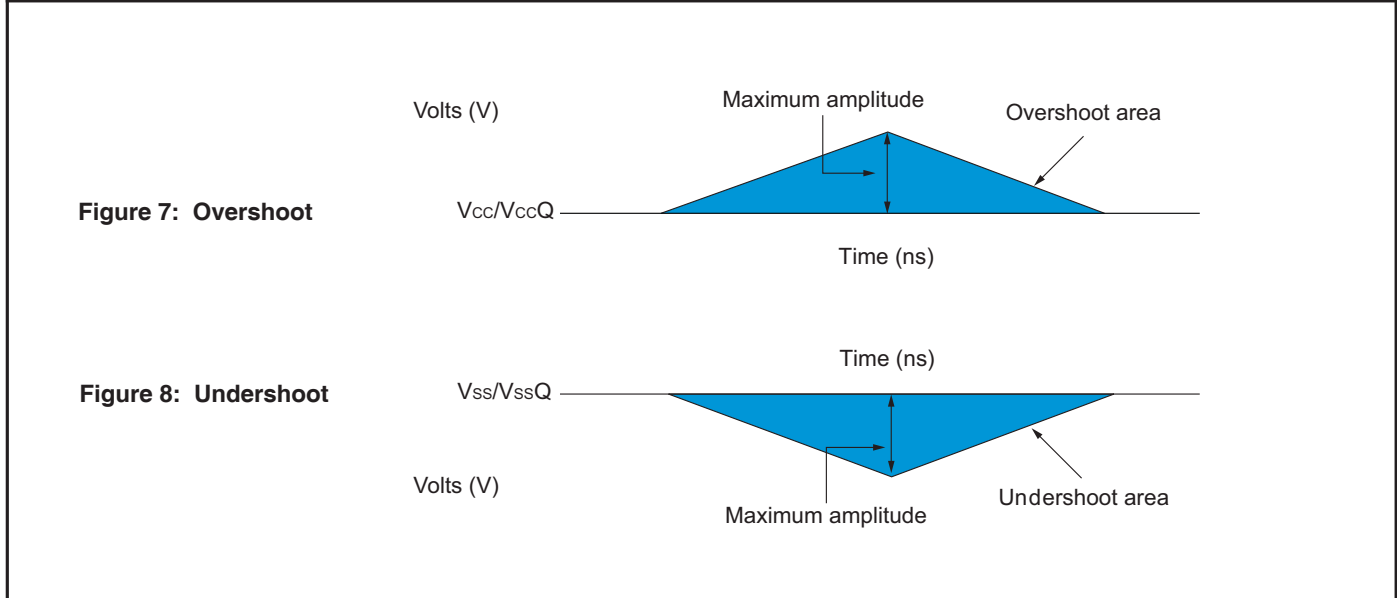 Volts (V)
Maximum amplitude
Overshoot area
Figure 7: Overshoot
Vcc/VccQ
Time (ns)
Time (ns)
Figure 8: Undershoot
Vss/VssQ
Volts (V)
Maximum amplitude
Undershoot area